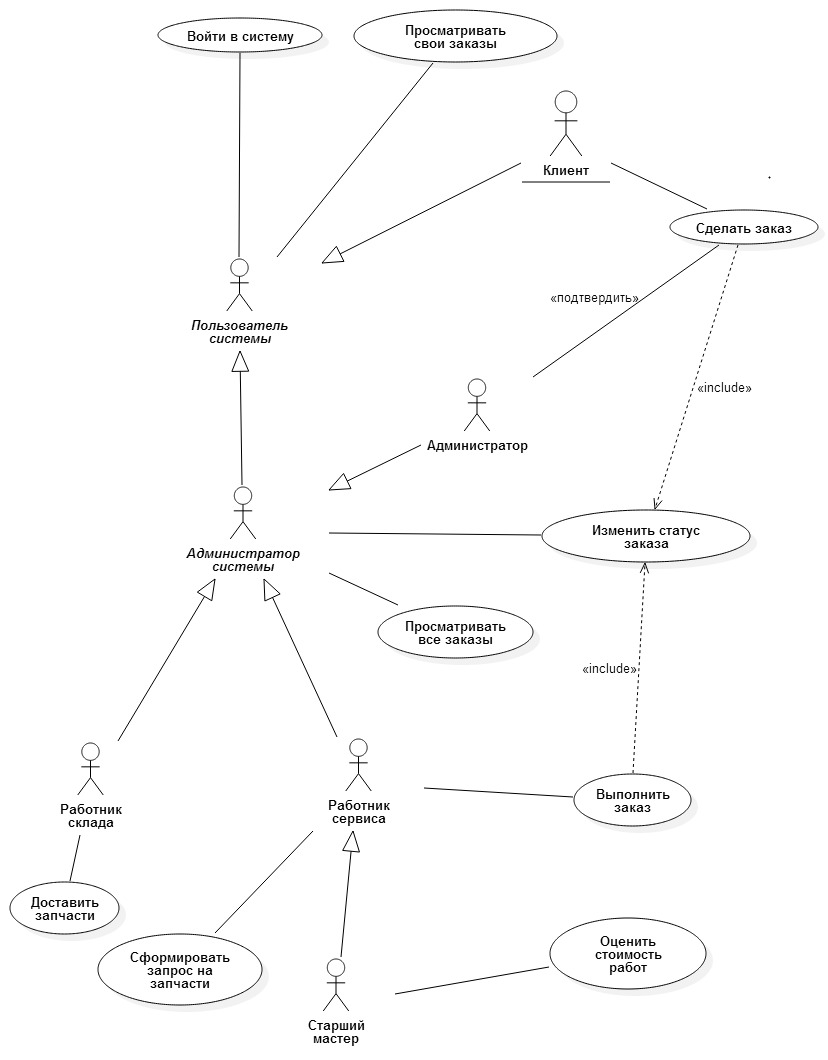 Войти в систему
Просматривать
свои заказы
Клиент
Сделать заказ
«подтвердить»
Пользователь
системы
«include»
Администратор
Изменить статус
заказа
Администратор
системы
Просматривать
все заказы
«include»
Выполнить
заказ
Работник
склада
Работник
сервиса
Доставить
запчасти
Сформировать
запрос на
запчасти
Оценить
стоимость
работ
Старший
мастер